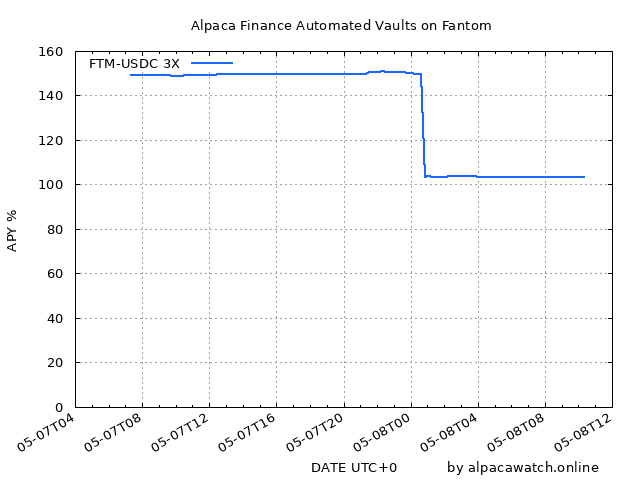 Alpaca Finance Automated Vaults on Fantom
160
FTM-USDC 3X
140
120
100
80
60
40
20
0
APY %
05-07T04
05-07T08
05-07T12
05-07T16
05-07T20
05-08T00
05-08T04
05-08T08
05-08T12
DATE UTC+0
by alpacawatch.online